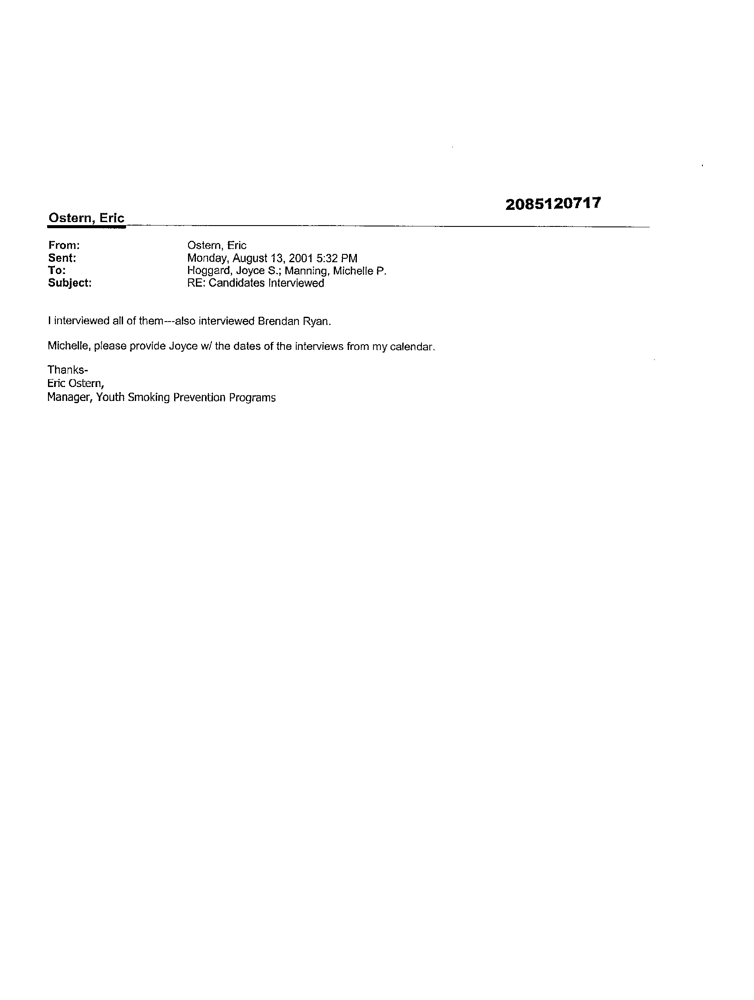 2085120717
Ostern, Eric
From: Ostern, Eric
Sent: Monday, August 13, 2001 5:32 PM
To: Hoggard, Joyce S.; Manning, Michelle P.
Subject: RE: Candidates Interviewed
I interviewed all of them---also interviewed Brendan Ryan.
Michelle, please provide Joyce w/ the dates of the interviews from my calendar.
Thanks-
Eric Ostern,
Manager, Youth Smoking Prevention Programs